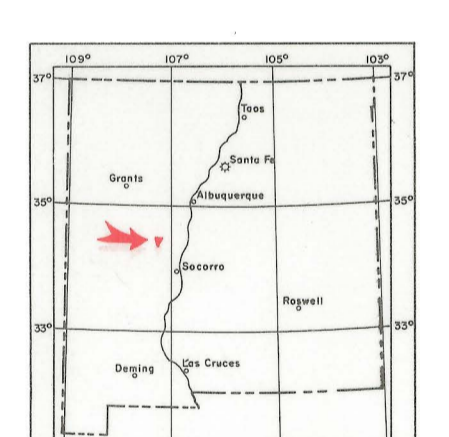 109° 107° 105° 103°
37° 37°
Taos
Santa Fe
Grants
Albuquerque
35° 35°
Socorro
Roswell
33° 33°
Las Cruces
Deming